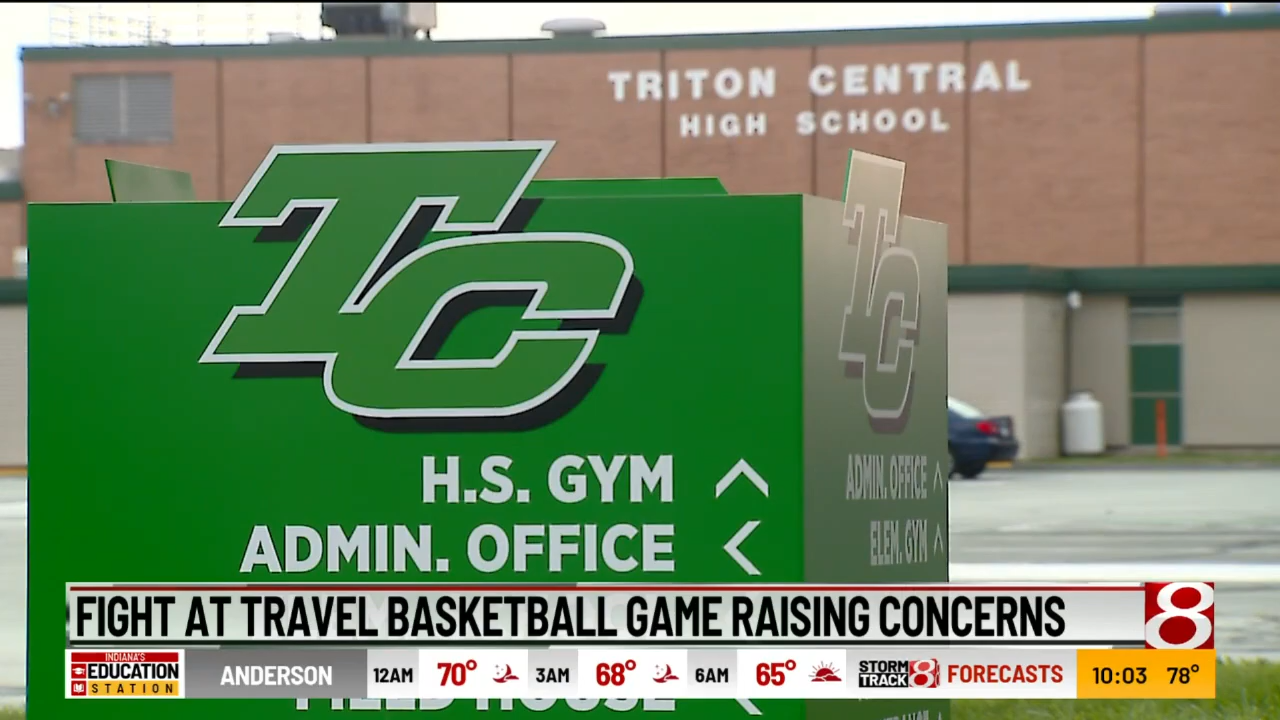 TRITON CENTRAL
HIGH SCHOOL
TC
TC
H.S. GYM
ADMIN. OFFICE
ADMIN. OFFICE
ELEM. GYM
FIGHT AT TRAVEL BASKETBALL GAME RAISING CONCERNS
8
INDIANA'S
EDUCATION
STATION
ANDERSON 12AM 70° 3AM 68° 6AM 65°
STORM
TRACK 8 FORECASTS
10:03 78°
FIELD HOUSE